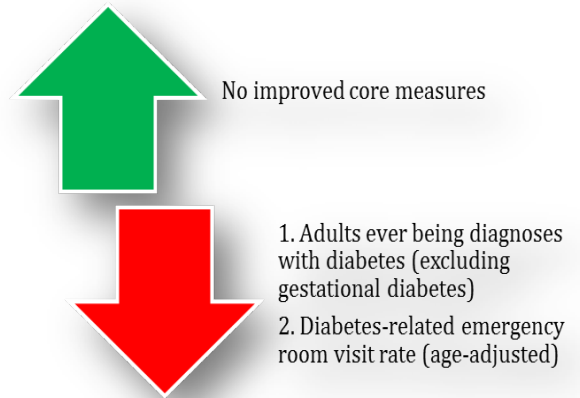 No improved core measures
1. Adults ever being diagnoses
with diabetes (excluding
gestational diabetes)
2. Diabetes-related emergency
room visit rate (age-adjusted)